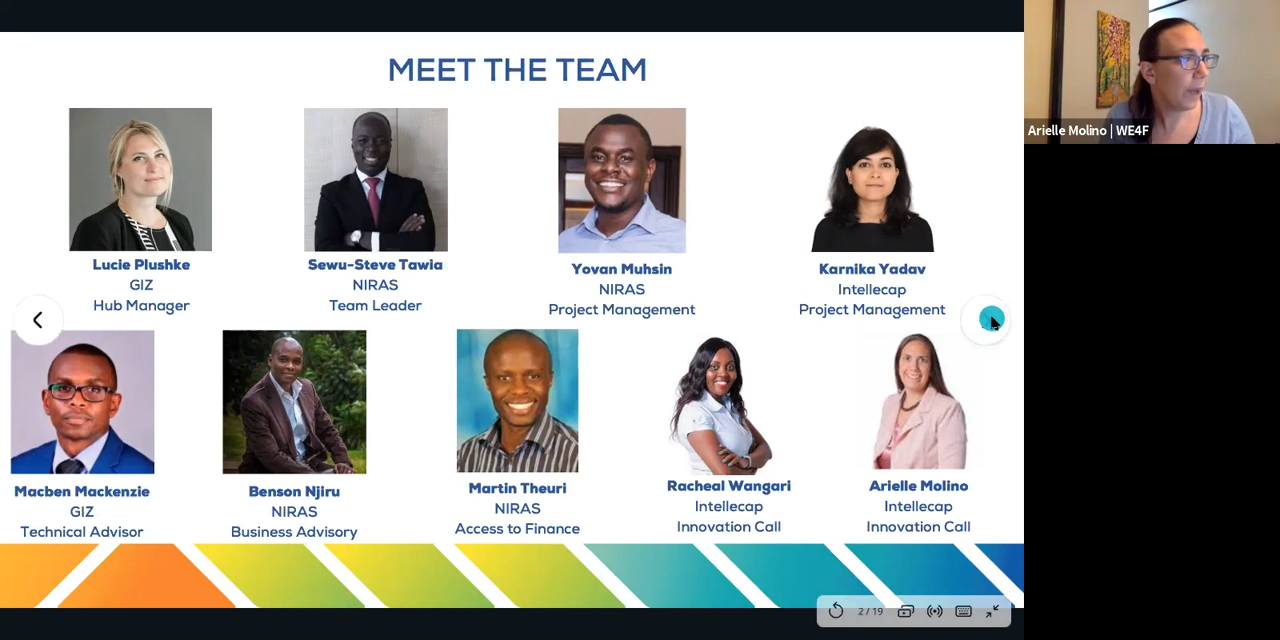 MEET THE TEAM
Arielle Molino | WE4F
Lucie Plushke
GIZ
Hub Manager
Sewu-Steve Tawia
NIRAS
Team Leader
Yovan Muhsin
NIRAS
Project Management
Karnika Yadav
Intellecap
Project Management
Macben Mackenzie
GIZ
Technical Advisor
Benson Njiru
NIRAS
Business Advisory
Martin Theuri
NIRAS
Access to Finance
Racheal Wangari
Intellecap
Innovation Call
Arielle Molino
Intellecap
Innovation Call
2 / 19